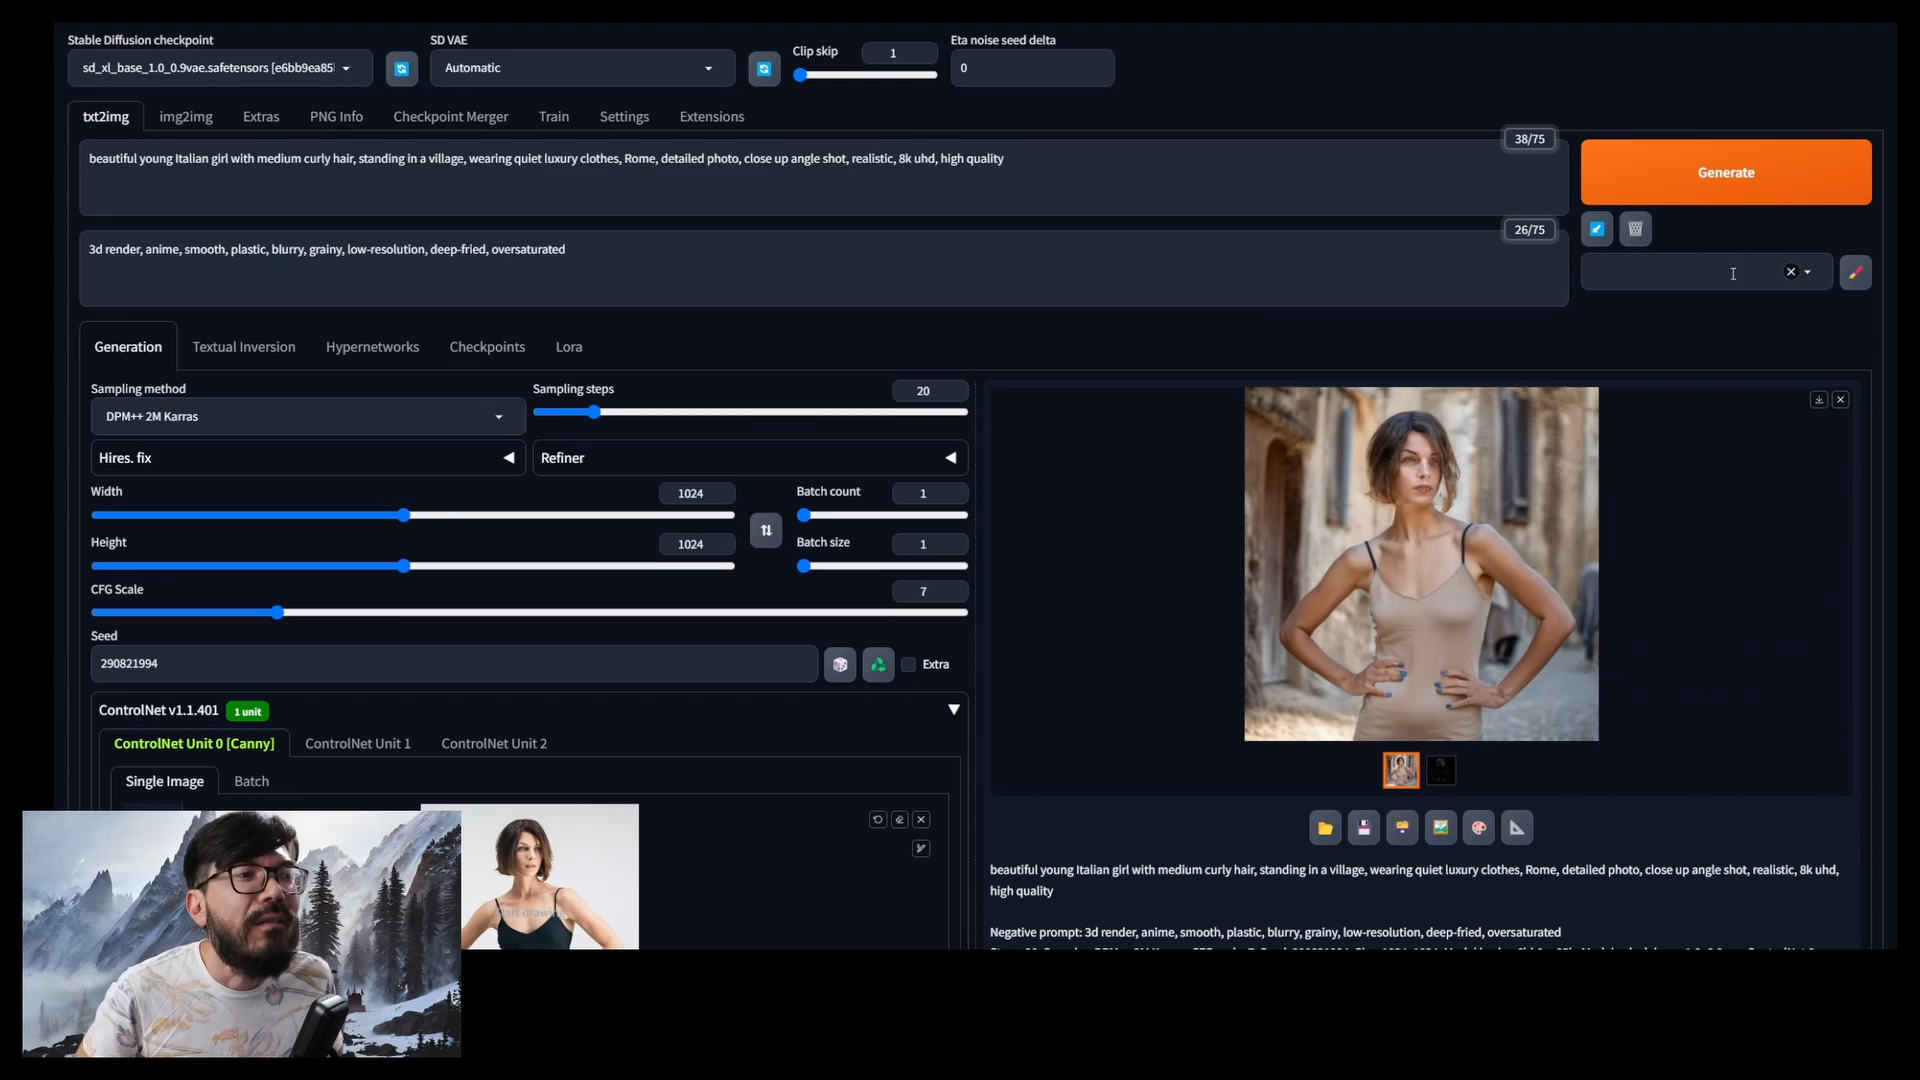 Stable Diffusion checkpoint
SD VAE
Clip skip
1
Eta noise seed delta
sd_xl_base_1.0_0.9vae.safetensors [e6bb9ea85
Automatic
0
txt2img
img2img
Extras
PNG Info
Checkpoint Merger
Train
Settings
Extensions
38/75
beautiful young Italian girl with medium curly hair, standing in a village, wearing quiet luxury clothes, Rome, detailed photo, close up angle shot, realistic, 8k uhd, high quality
Generate
26/75
3d render, anime, smooth, plastic, blurry, grainy, low-resolution, deep-fried, oversaturated
Generation
Textual Inversion
Hypernetworks
Checkpoints
Lora
Sampling method
Sampling steps
20
DPM++ 2M Karras
Hires. fix
Refiner
Width
1024
Batch count
1
Height
1024
Batch size
1
CFG Scale
7
Seed
290821994
Extra
ControlNet v1.1.401
1 unit
ControlNet Unit 0 [Canny]
ControlNet Unit 1
ControlNet Unit 2
Single Image
Batch
beautiful young Italian girl with medium curly hair, standing in a village, wearing quiet luxury clothes, Rome, detailed photo, close up angle shot, realistic, 8k uhd,
high quality
Negative prompt: 3d render, anime, smooth, plastic, blurry, grainy, low-resolution, deep-fried, oversaturated